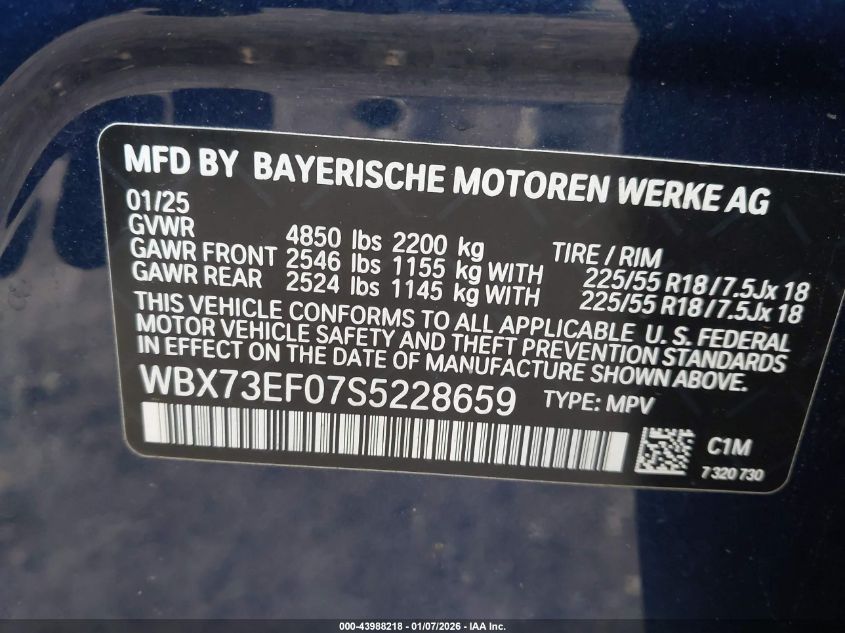 MFD BY BAYERISCHE MOTOREN WERKE AG
01/25
GVWR 4850 lbs 2200 kg TIRE / RIM
GAWR FRONT 2546 lbs 1155 kg WITH 225/55 R18 / 7.5Jx 18
GAWR REAR 2524 lbs 1145 kg WITH 225/55 R18 / 7.5Jx 18
THIS VEHICLE CONFORMS TO ALL APPLICABLE U. S. FEDERAL
MOTOR VEHICLE SAFETY AND THEFT PREVENTION STANDARDS
IN EFFECT ON THE DATE OF MANUFACTURE SHOWN ABOVE.
WBX73EF07S5228659 TYPE: MPV
C1M
7 320 730
000-43988218 - 01/07/2026 - IAA Inc.